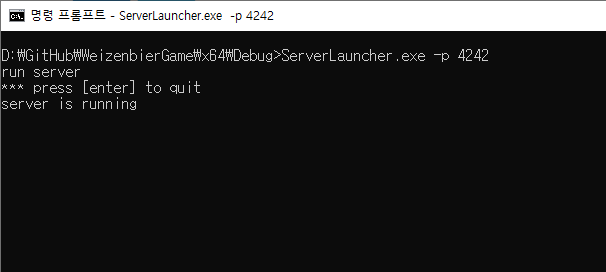 명령 프롬프트 - ServerLauncher.exe -p 4242
D:₩GitHub₩WeizenbierGame₩x64₩Debug>ServerLauncher.exe -p 4242
run server
*** press [enter] to quit
server is running